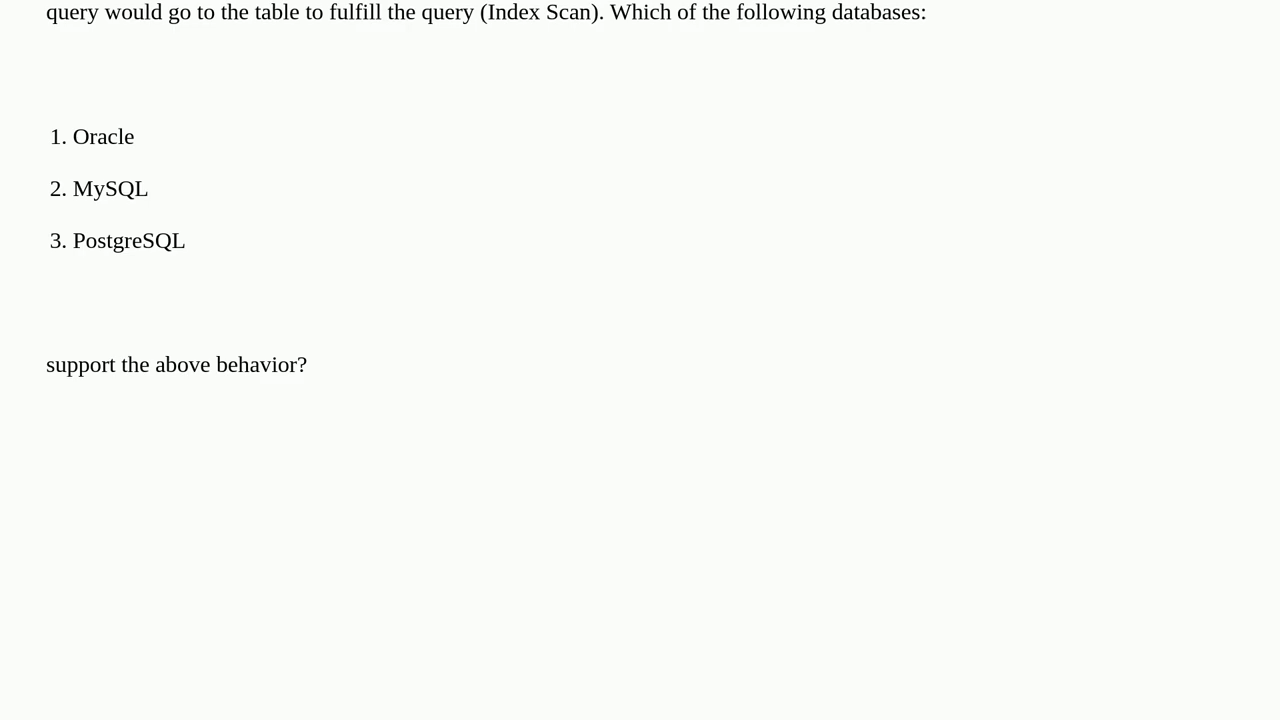 query would go to the table to fulfill the query (Index Scan). Which of the following databases:
1. Oracle
2. MySQL
3. PostgreSQL
support the above behavior?